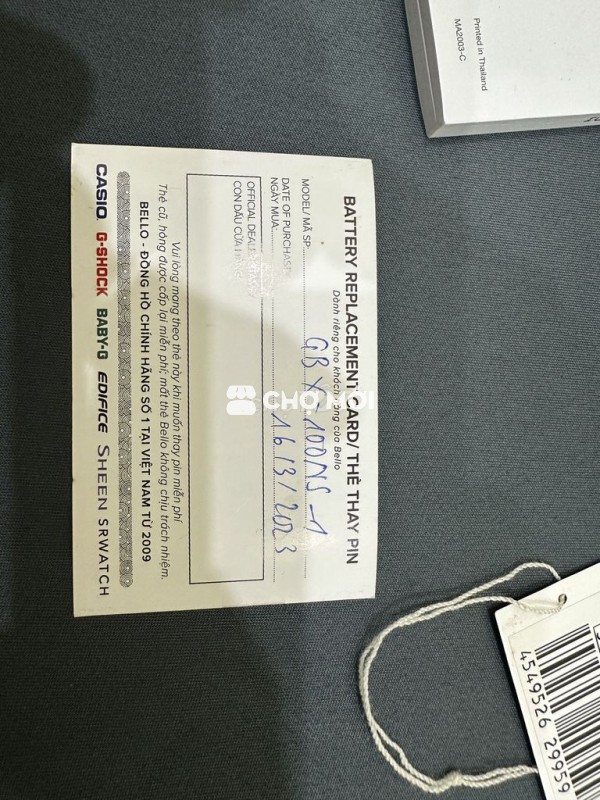 BATTERY REPLACEMENT CARD/ THẺ THAY PIN
Dành riêng cho khách hàng của Bello
MODEL/ MÃ SP: GBX-100NS-1
DATE OF PURCHASE
NGÀY MUA: 16/3/2023
OFFICIAL DEALER
CON DẤU CỬA
Vui lòng mang theo thẻ này khi muốn thay pin miễn phí
Thẻ cũ, hỏng được cấp lại miễn phí, mất thẻ Bello không chịu trách nhiệm.
BELLO - ĐỒNG HỒ CHÍNH HÃNG SỐ 1 TẠI VIỆT NAM TỪ 2009
CASIO G-SHOCK BABY-G EDIFICE SHEEN SRWATCH
Printed in Thailand
MA2003-C
4549526 29959
CHỢ TỐT